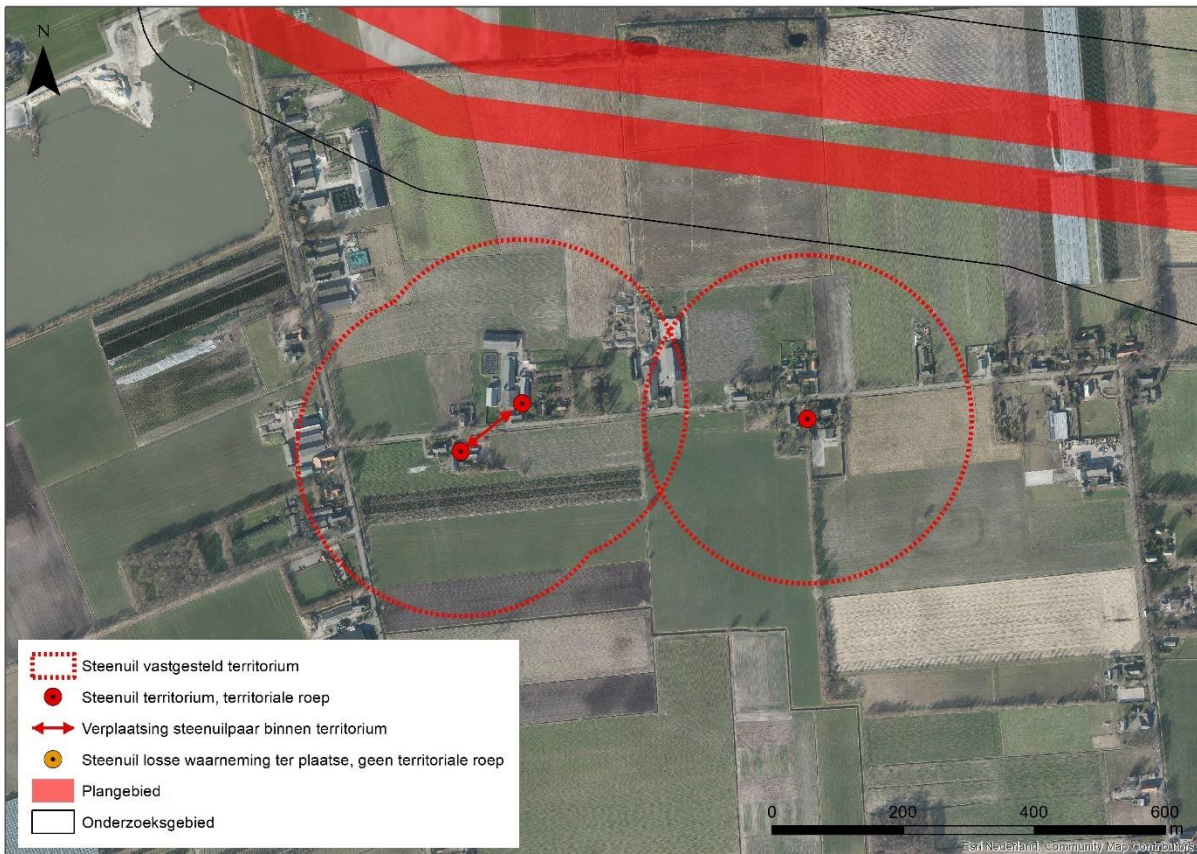 N
Steenuil vastgesteld territorium
Steenuil territorium, territoriale roep
Verplaatsing steenuilpaar binnen territorium
Steenuil losse waarneming ter plaatse, geen territoriale roep
Plangebied
Onderzoeksgebied
0 200 400 600
m
Esri Nederland, Community Map Contributors